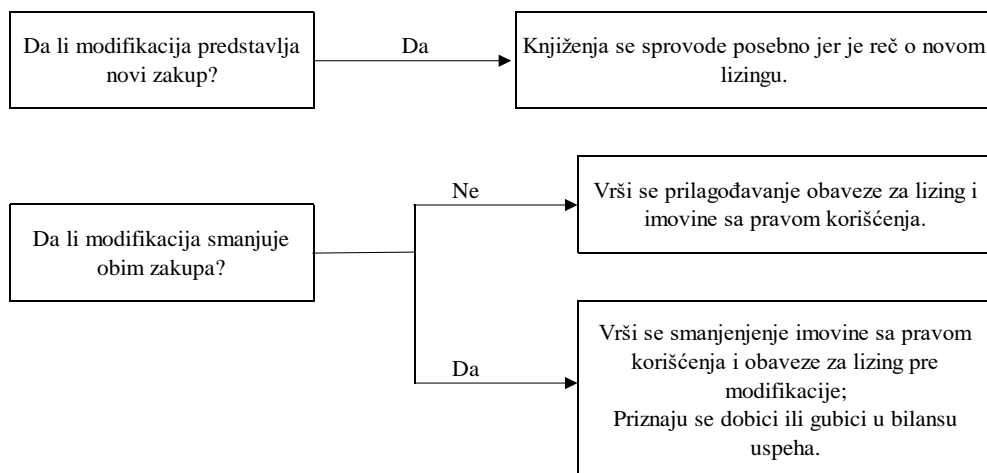 Da li modifikacija predstavlja
novi zakup?
Da
Knjiženja se sprovode posebno jer je reč o novom
lizingu.
Da li modifikacija smanjuje
obim zakupa?
Ne
Vrši se prilagođavanje obaveze za lizing i
imovine sa pravom korišćenja.
Da
Vrši se smanjenjenje imovine sa pravom
korišćenja i obaveze za lizing pre
modifikacije;
Priznaju se dobici ili gubici u bilansu
uspeha.